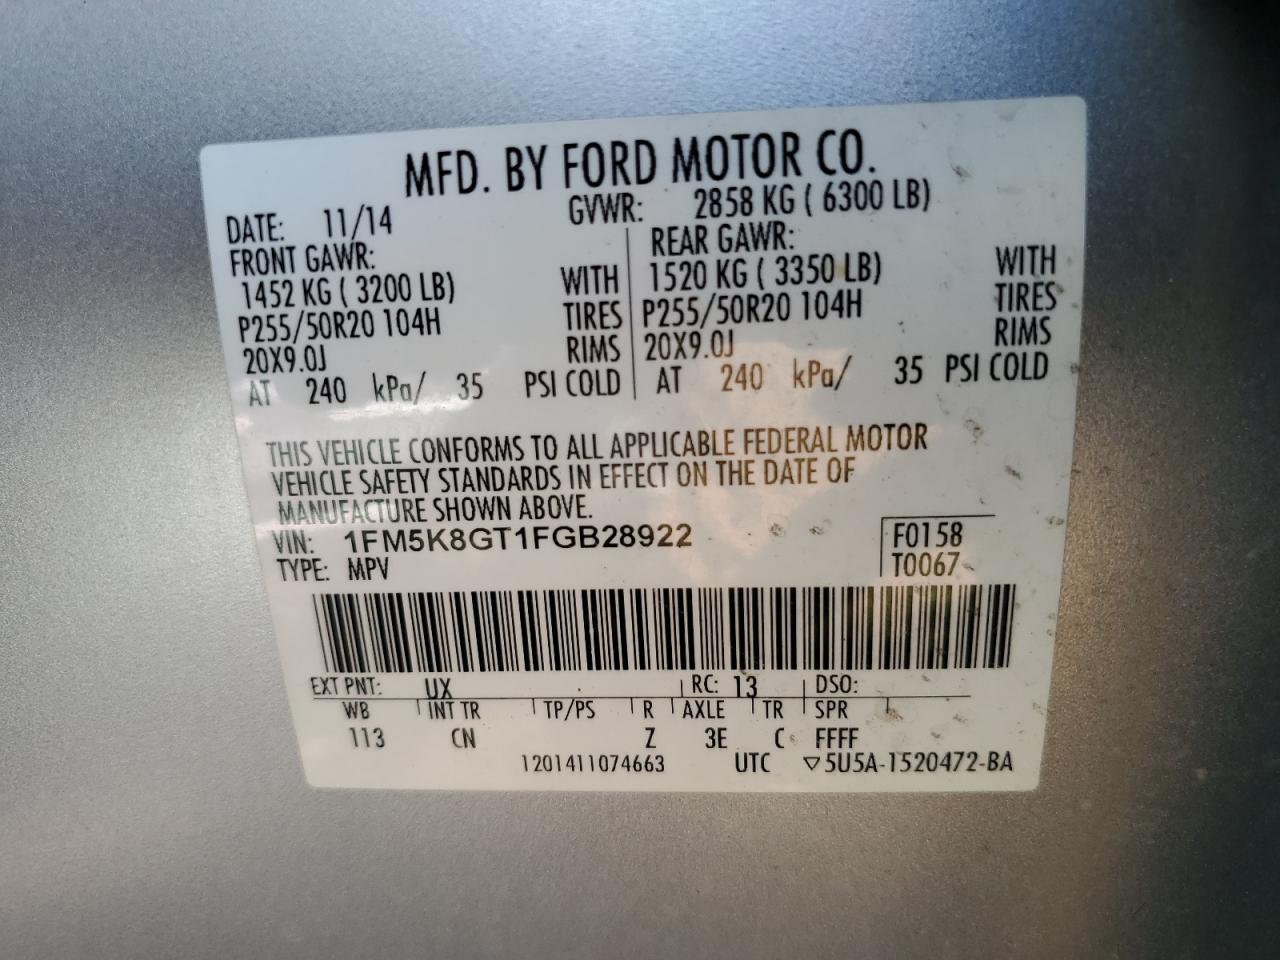 MFD. BY FORD MOTOR CO.
DATE: 11/14 GVWR: 2858 KG ( 6300 LB)
FRONT GAWR: REAR GAWR:
1452 KG ( 3200 LB) WITH 1520 KG ( 3350 LB) WITH
P255/50R20 104H TIRES P255/50R20 104H TIRES
20X9.0J RIMS 20X9.0J RIMS
AT 240 kPa/ 35 PSI COLD AT 240 kPa/ 35 PSI COLD
THIS VEHICLE CONFORMS TO ALL APPLICABLE FEDERAL MOTOR
VEHICLE SAFETY STANDARDS IN EFFECT ON THE DATE OF
MANUFACTURE SHOWN ABOVE.
VIN: 1FM5K8GT1FGB28922 F0158
TYPE: MPV T0067
EXT PNT: UX RC: 13 DSO:
WB INT TR TP/PS R AXLE TR SPR
113 CN Z 3E C FFFF
1201411074663 UTC ▽5U5A-1520472-BA